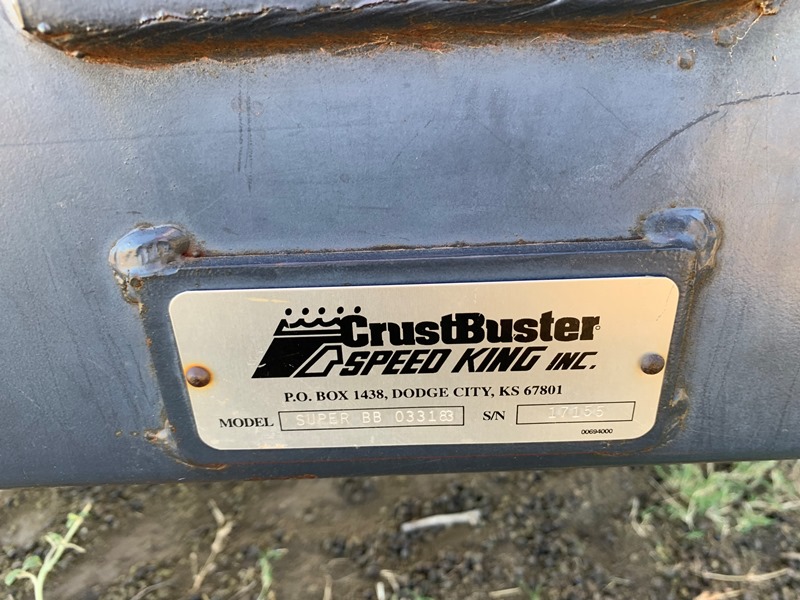 CrustBuster
SPEED KING INC.
P.O. BOX 1438, DODGE CITY, KS 67801
MODEL SUPER BB 033183 S/N 17155
00694000